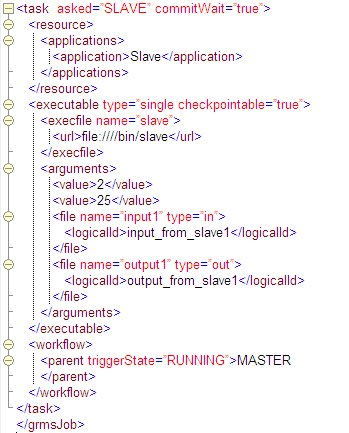 <task asked="SLAVE" commitWait="true">
<resource>
<applications>
<application>Slave</application>
</applications>
</resource>
<executable type="single checkpointable="true">
<execfile name="slave">
<url>file:////bin/slave</url>
</execfile>
<arguments>
<value>2</value>
<value>25</value>
<file name="input1" type="in">
<logicalId>input_from_slave1</logicalId>
</file>
<file name="output1" type="out">
<logicalId>output_from_slave1</logicalId>
</file>
</arguments>
</executable>
<workflow>
<parent triggerState="RUNNING">MASTER
</parent>
</workflow>
</task>
</grmsJob>